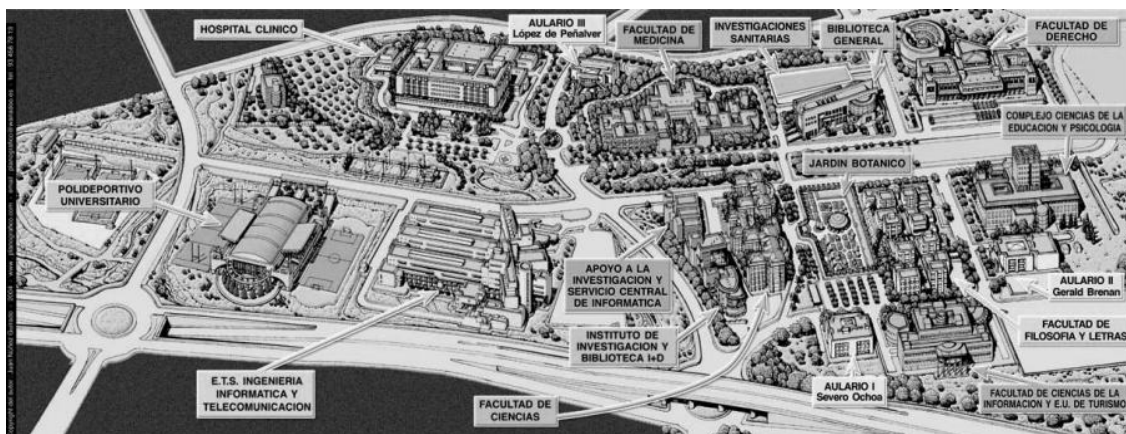 HOSPITAL CLINICO
AULARIO III
López de Peñalver
FACULTAD DE
MEDICINA
INVESTIGACIONES
SANITARIAS
BIBLIOTECA
GENERAL
FACULTAD DE
DERECHO
COMPLEJO CIENCIAS DE LA
EDUCACION Y PSICOLOGIA
JARDIN BOTANICO
POLIDEPORTIVO
UNIVERSITARIO
APOYO A LA
INVESTIGACION Y
SERVICIO CENTRAL
DE INFORMATICA
AULARIO II
Gerald Brenan
INSTITUTO DE
INVESTIGACION Y
BIBLIOTECA I+D
FACULTAD DE
FILOSOFIA Y LETRAS
E.T.S. INGENIERIA
INFORMATICA Y
TELECOMUNICACION
FACULTAD DE
CIENCIAS
AULARIO I
Severo Ochoa
FACULTAD DE CIENCIAS DE LA
INFORMACION Y E.U. DE TURISMO